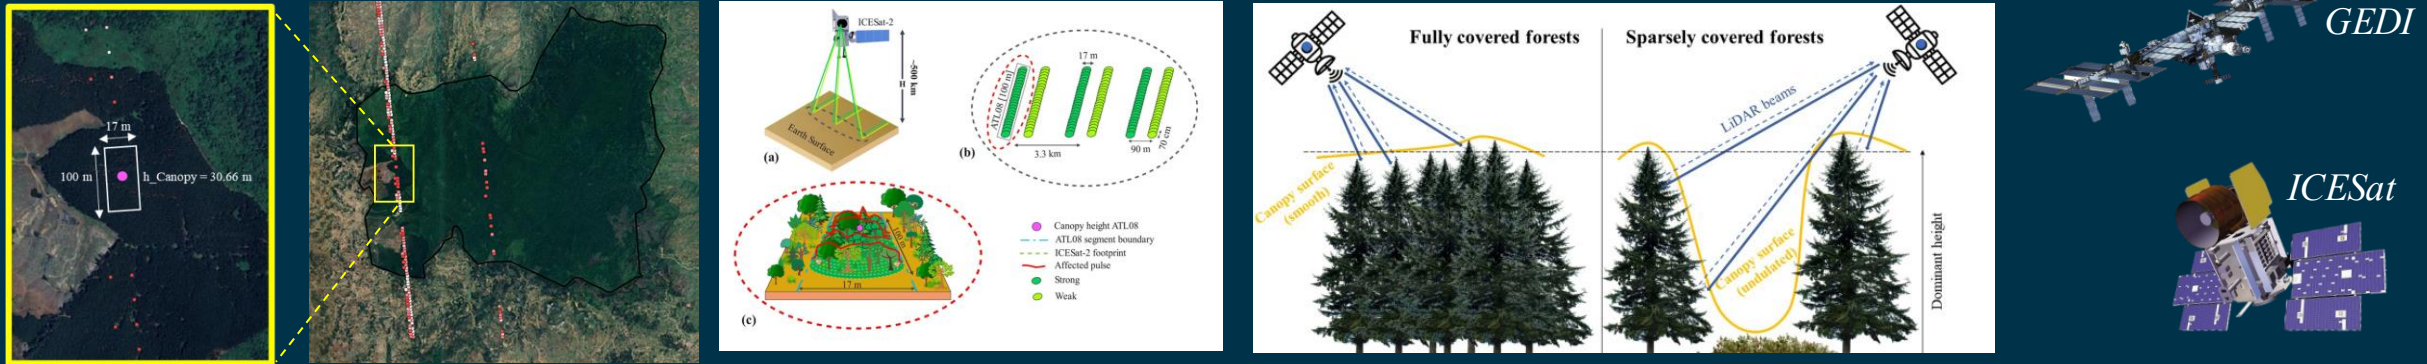 17 m
100 m
h_Canopy = 30.66 m
ICESat-2
H ~500 km
Earth Surface
(a)
17 m
ATL08 [100 m]
(b)
3.3 km
90 m
70 cm
100 m
17 m
(c)
Canopy height ATL08
ATL08 segment boundary
ICESat-2 footprint
Affected pulse
Strong
Weak
Fully covered forests
Sparsely covered forests
LiDAR beams
Canopy surface
(smooth)
Canopy surface
(undulated)
Dominant height
GEDI
ICESat